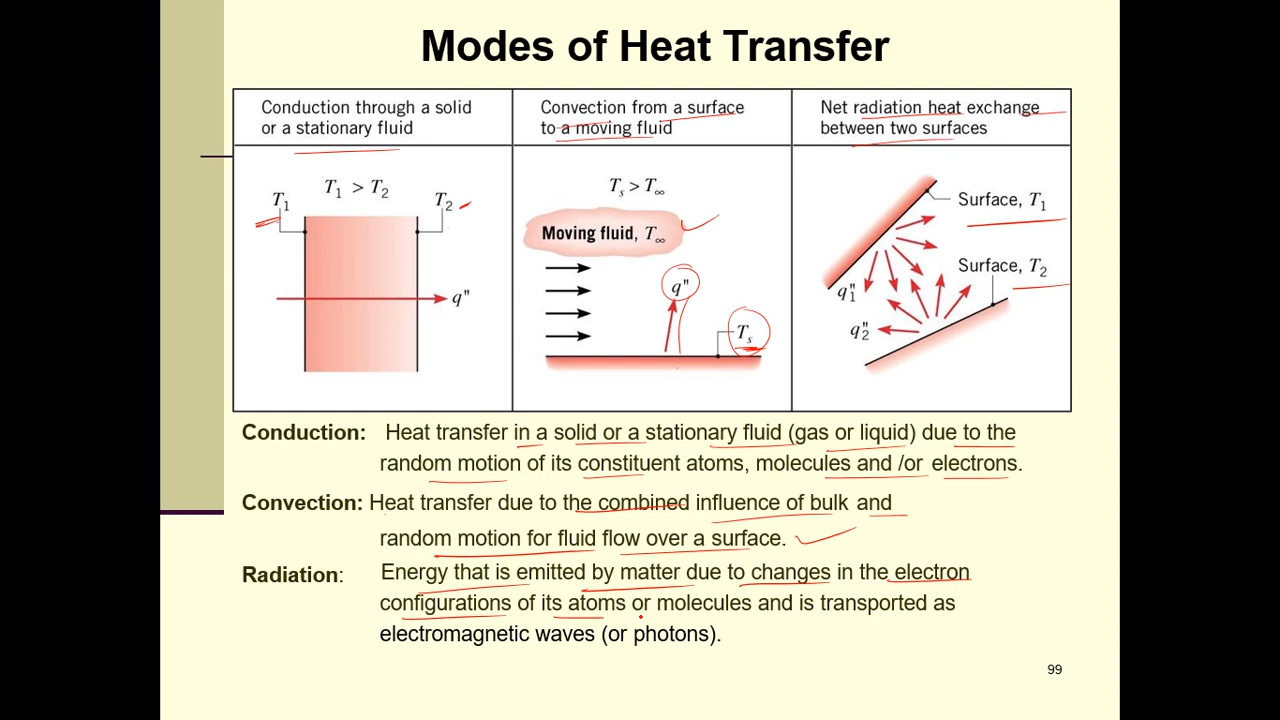 Modes of Heat Transfer
Conduction through a solid
or a stationary fluid
Convection from a surface
to a moving fluid
Net radiation heat exchange
between two surfaces
T₁ > T₂
T₁
T₂
q"
Tₛ > T∞
Moving fluid, T∞
q"
Tₛ
Surface, T₁
Surface, T₂
q"₁
q"₂
Conduction: Heat transfer in a solid or a stationary fluid (gas or liquid) due to the
random motion of its constituent atoms, molecules and /or electrons.
Convection: Heat transfer due to the combined influence of bulk and
random motion for fluid flow over a surface.
Radiation: Energy that is emitted by matter due to changes in the electron
configurations of its atoms or molecules and is transported as
electromagnetic waves (or photons).
99